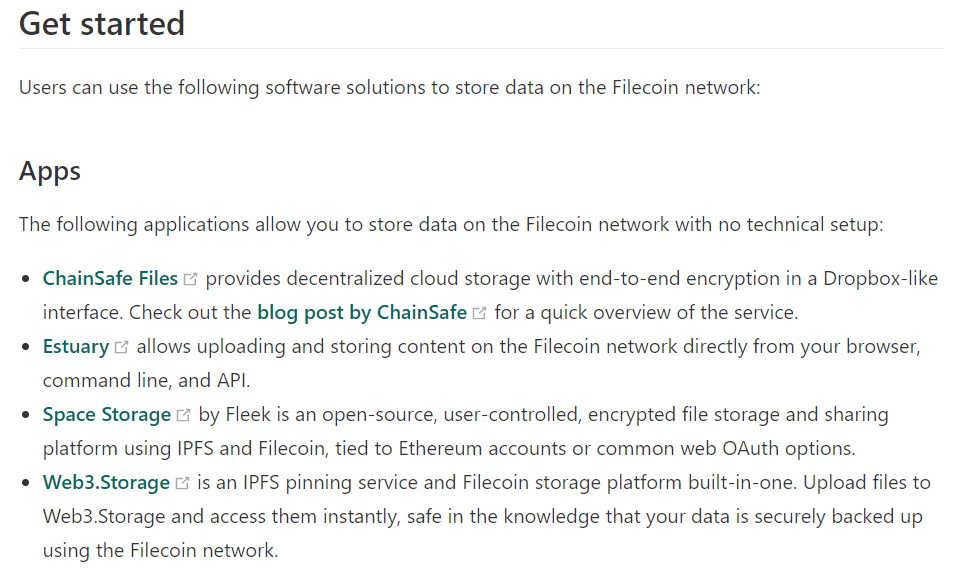 Get started
Users can use the following software solutions to store data on the Filecoin network:
Apps
The following applications allow you to store data on the Filecoin network with no technical setup:
• ChainSafe Files provides decentralized cloud storage with end-to-end encryption in a Dropbox-like
interface. Check out the blog post by ChainSafe for a quick overview of the service.
• Estuary allows uploading and storing content on the Filecoin network directly from your browser,
command line, and API.
• Space Storage by Fleek is an open-source, user-controlled, encrypted file storage and sharing
platform using IPFS and Filecoin, tied to Ethereum accounts or common web OAuth options.
• Web3.Storage is an IPFS pinning service and Filecoin storage platform built-in-one. Upload files to
Web3.Storage and access them instantly, safe in the knowledge that your data is securely backed up
using the Filecoin network.